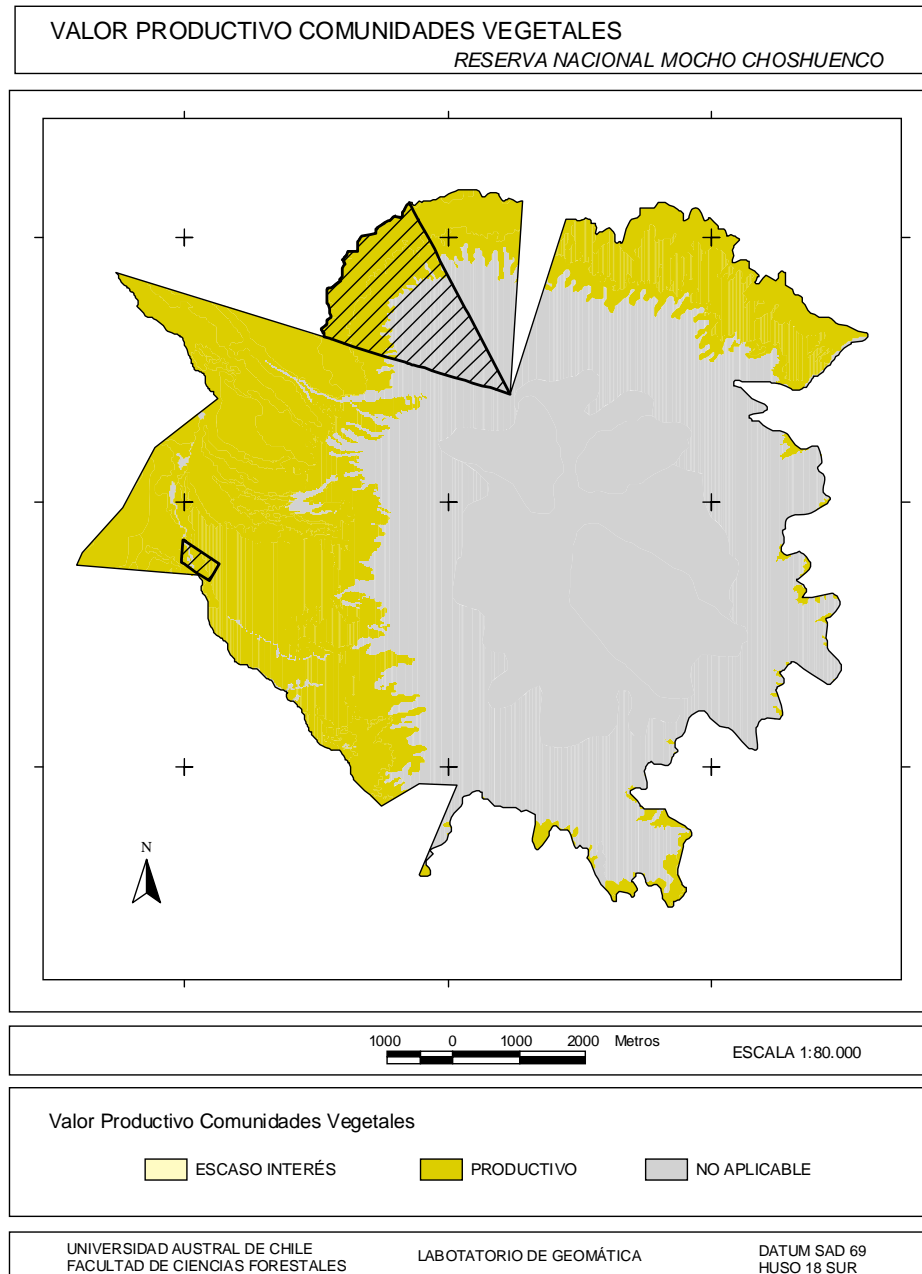 VALOR PRODUCTIVO COMUNIDADES VEGETALES
RESERVA NACIONAL MOCHO CHOSHUENCO
N
1000 0 1000 2000 Metros
ESCALA 1:80.000
Valor Productivo Comunidades Vegetales
ESCASO INTERÉS PRODUCTIVO NO APLICABLE
UNIVERSIDAD AUSTRAL DE CHILE
FACULTAD DE CIENCIAS FORESTALES
LABOTATORIO DE GEOMÁTICA
DATUM SAD 69
HUSO 18 SUR